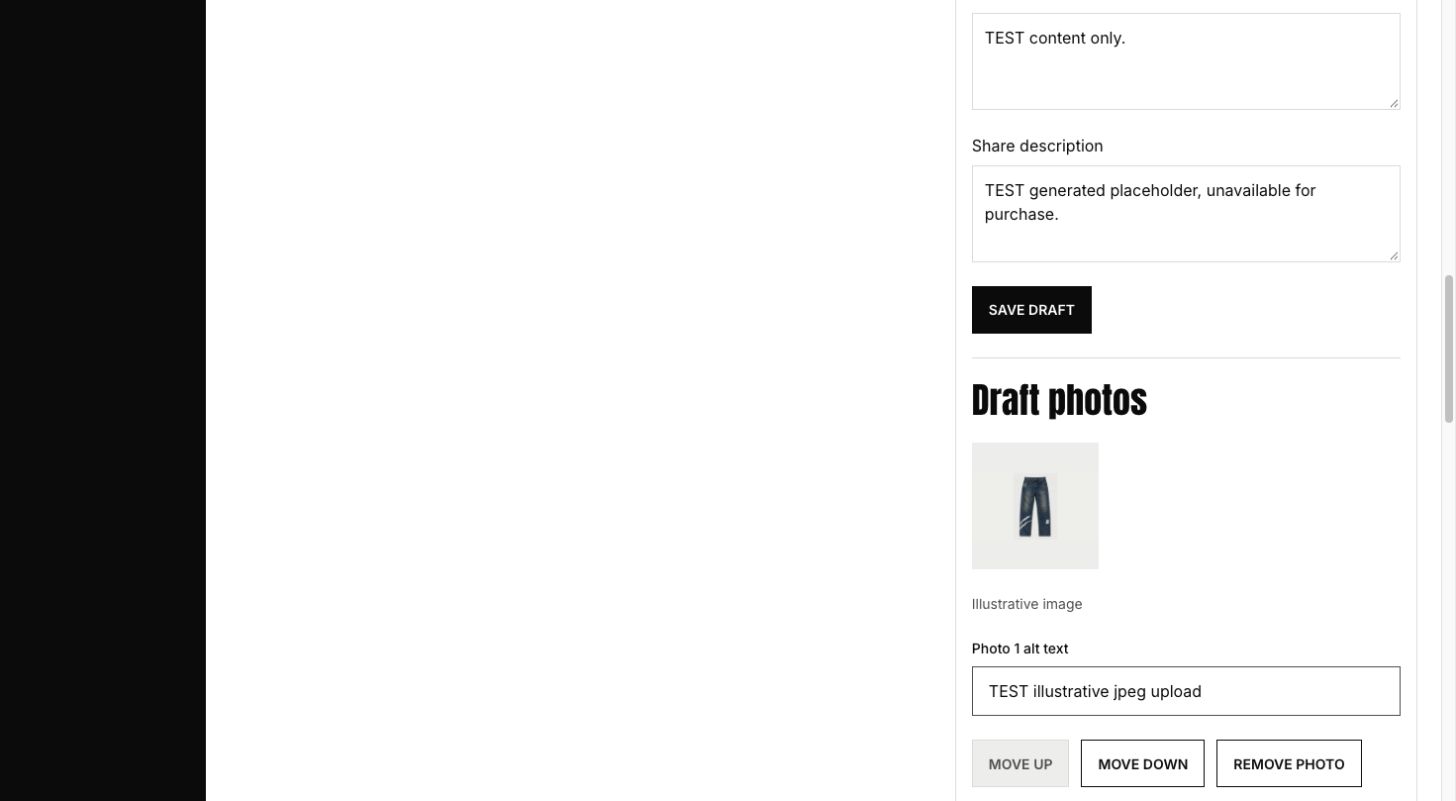 TEST content only.
Share description
TEST generated placeholder, unavailable for
purchase.
SAVE DRAFT
Draft photos
Illustrative image
Photo 1 alt text
TEST illustrative jpeg upload
MOVE UP
MOVE DOWN
REMOVE PHOTO